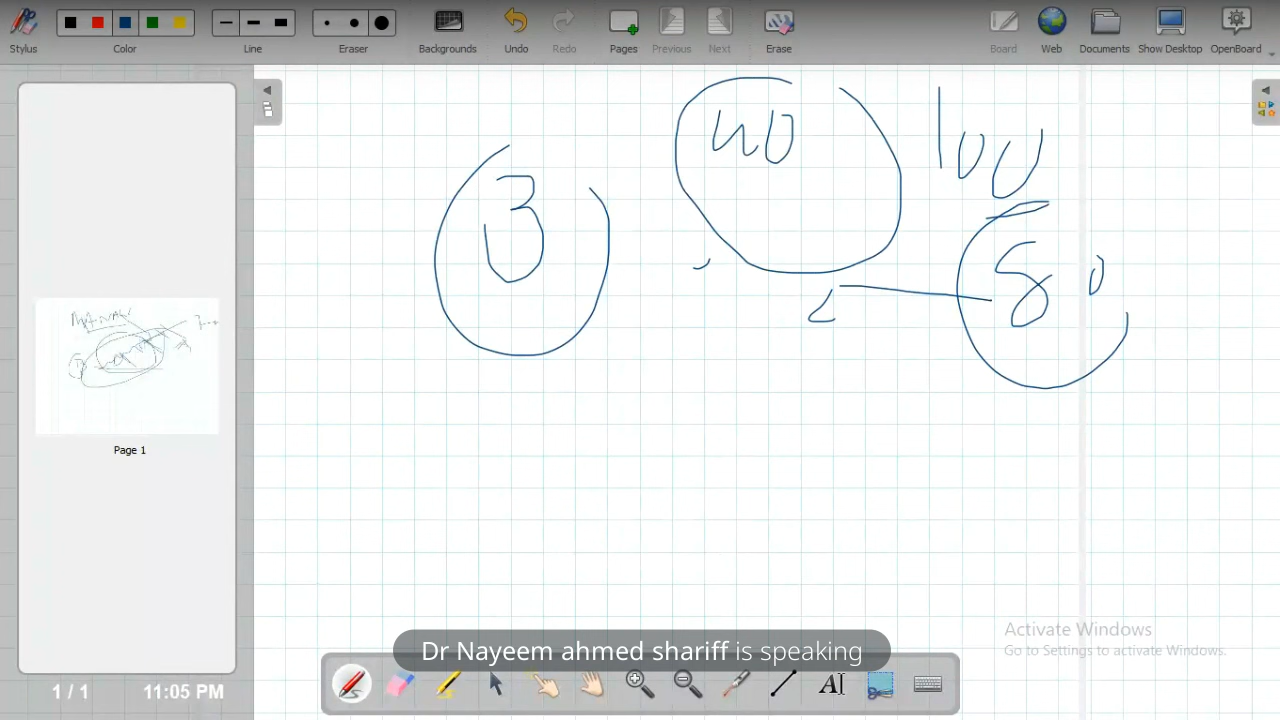 Stylus
Color
Line
Eraser
Backgrounds
Undo
Redo
Pages
Previous
Next
Erase
Board
Web
Documents
Show Desktop
OpenBoard
40
100
80
Page 1
Activate Windows
Go to Settings to activate Windows.
Dr Nayeem ahmed shariff is speaking
1 / 1
11:05 PM
AI